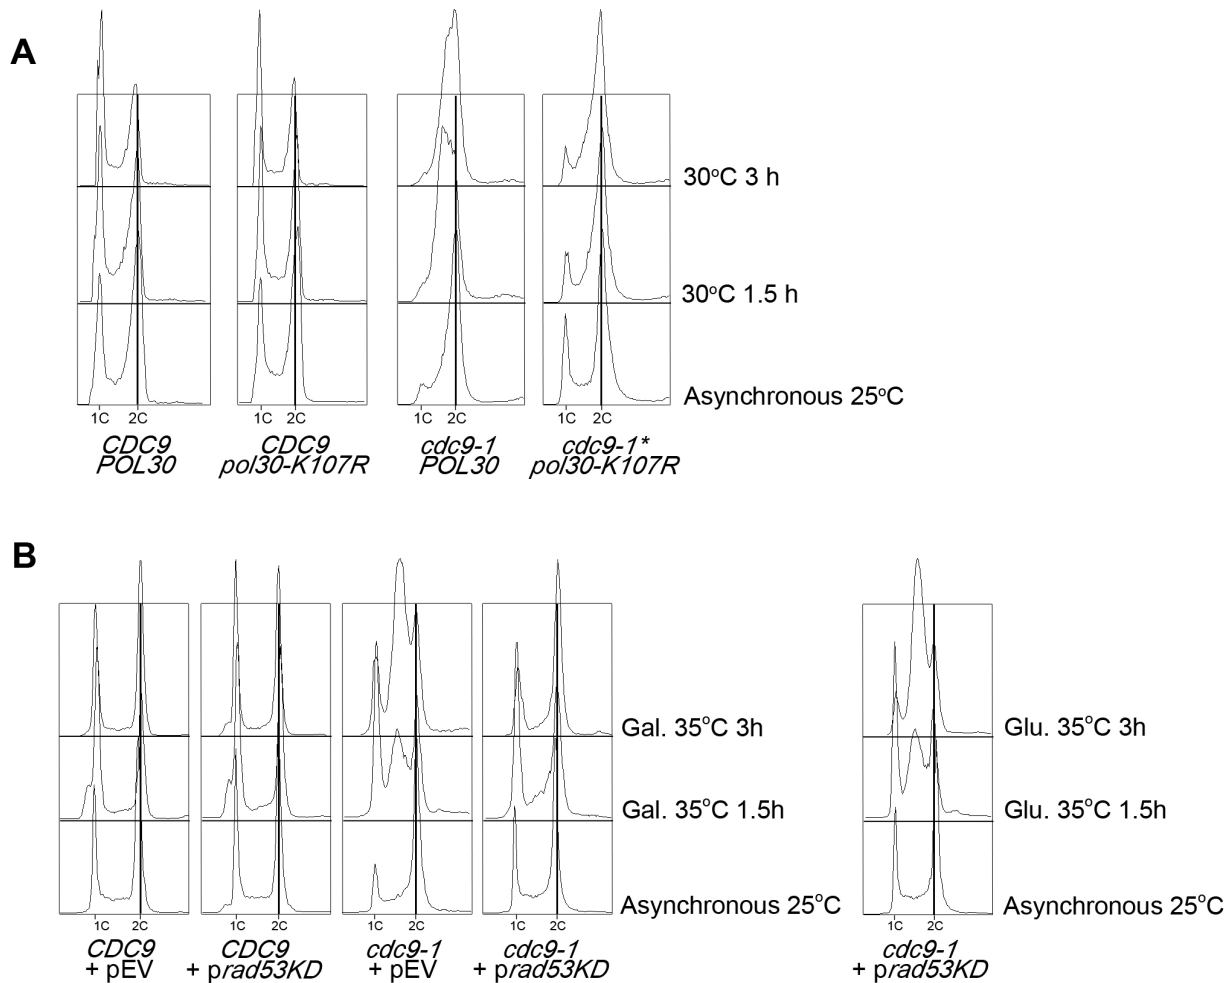 A
30°C 3 h
30°C 1.5 h
Asynchronous 25°C
1C 2C 1C 2C 1C 2C 1C 2C
CDC9 CDC9 cdc9-1 cdc9-1*
POL30 pol30-K107R POL30 pol30-K107R
B
Gal. 35°C 3h Glu. 35°C 3h
Gal. 35°C 1.5h Glu. 35°C 1.5h
Asynchronous 25°C Asynchronous 25°C
1C 2C 1C 2C 1C 2C 1C 2C 1C 2C
CDC9 CDC9 cdc9-1 cdc9-1 cdc9-1
+ pEV + prad53KD + pEV + prad53KD + prad53KD